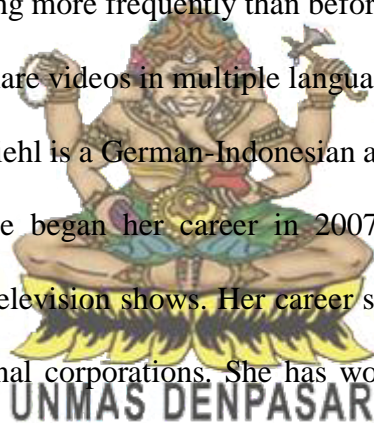 ng more frequently than befor
are videos in multiple langua
iehl is a German-Indonesian a
e began her career in 2007
elevision shows. Her career s
nal corporations. She has wo
UNMAS DENPASAR